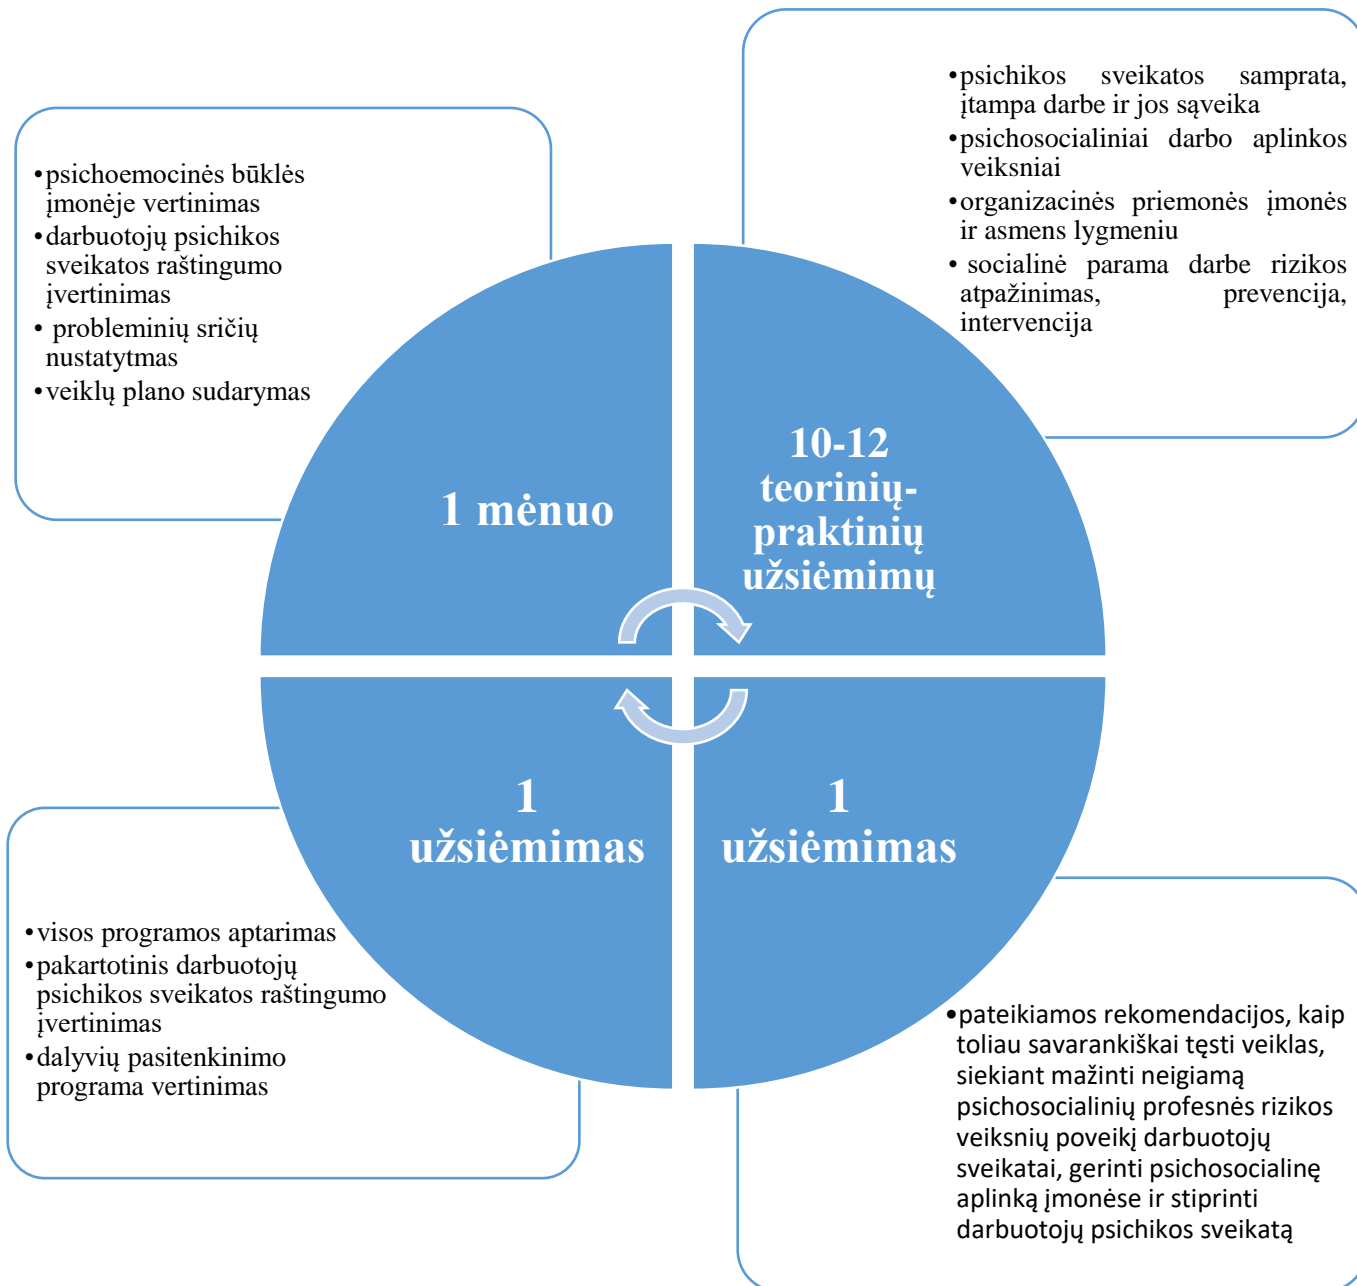 •psichoemocinės būklės
įmonėje vertinimas
•darbuotojų psichikos
sveikatos raštingumo
įvertinimas
• probleminių sričių
nustatytmas
•veiklų plano sudarymas
•psichikos sveikatos samprata,
įtampa darbe ir jos sąveika
•psichosocialiniai darbo aplinkos
veiksniai
•organizacinės priemonės įmonės
ir asmens lygmeniu
• socialinė parama darbe rizikos
atpažinimas, prevencija,
intervencija
1 mėnuo
10-12
teorinių-
praktinių
užsiėmimų
1
užsiėmimas
1
užsiėmimas
•visos programos aptarimas
•pakartotinis darbuotojų
psichikos sveikatos raštingumo
įvertinimas
•dalyvių pasitenkinimo
programa vertinimas
•pateikiamos rekomendacijos, kaip
toliau savarankiškai tęsti veiklas,
siekiant mažinti neigiamą
psichosocialinių profesnės rizikos
veiksnių poveikį darbuotojų
sveikatai, gerinti psichosocialinę
aplinką įmonėse ir stiprinti
darbuotojų psichikos sveikatą